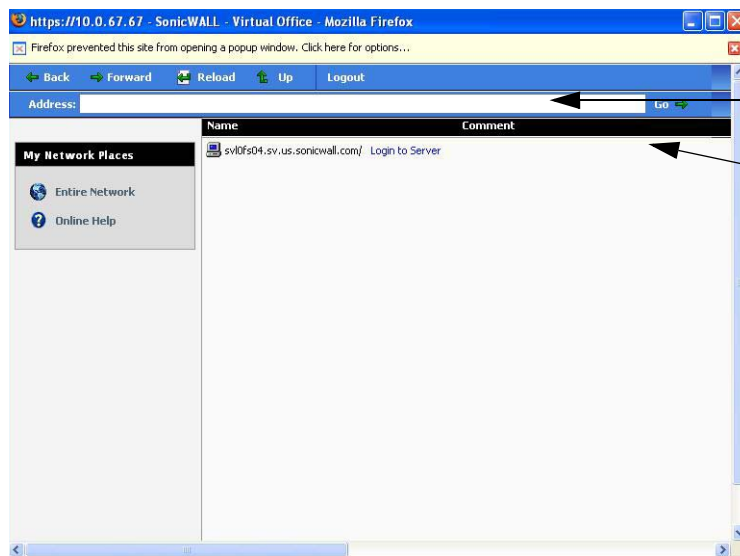 https://10.0.67.67 - SonicWALL - Virtual Office - Mozilla Firefox
Firefox prevented this site from opening a popup window. Click here for options...
Back Forward Reload Up Logout
Address: Go
Name Comment
My Network Places
svl0fs04.sv.us.sonicwall.com/ Login to Server
Entire Network
Online Help